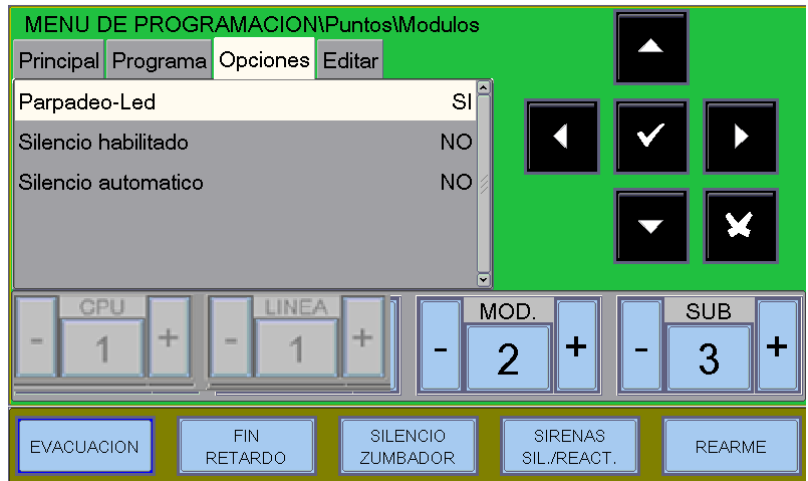 MENU DE PROGRAMACION\Puntos\Modulos
Principal Programa Opciones Editar
Parpadeo-Led SI
Silencio habilitado NO
Silencio automatico NO
CPU LINEA MOD. SUB
- 1 + - 1 + - 2 + - 3 +
EVACUACION
FIN
RETARDO
SILENCIO
ZUMBADOR
SIRENAS
SIL./REACT.
REARME